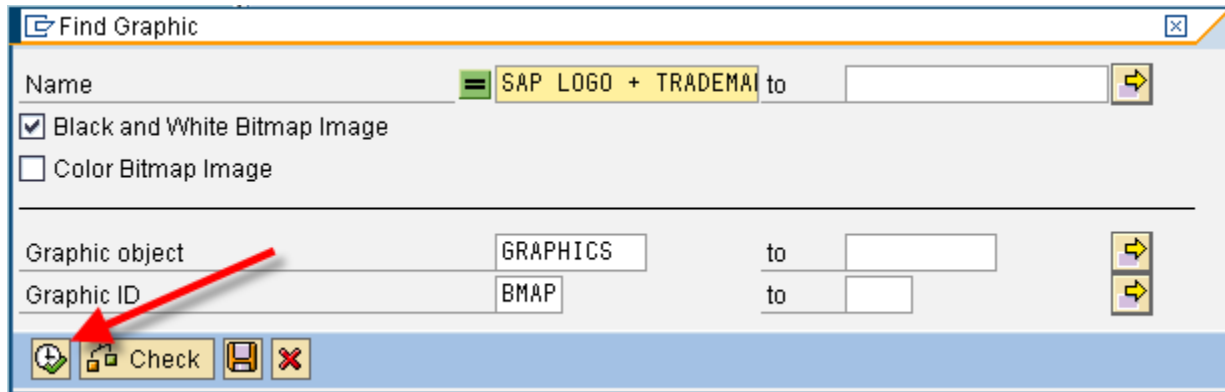 Find Graphic
Name SAP LOGO + TRADEMA to
Black and White Bitmap Image
Color Bitmap Image
Graphic object GRAPHICS to
Graphic ID BMAP to
Check